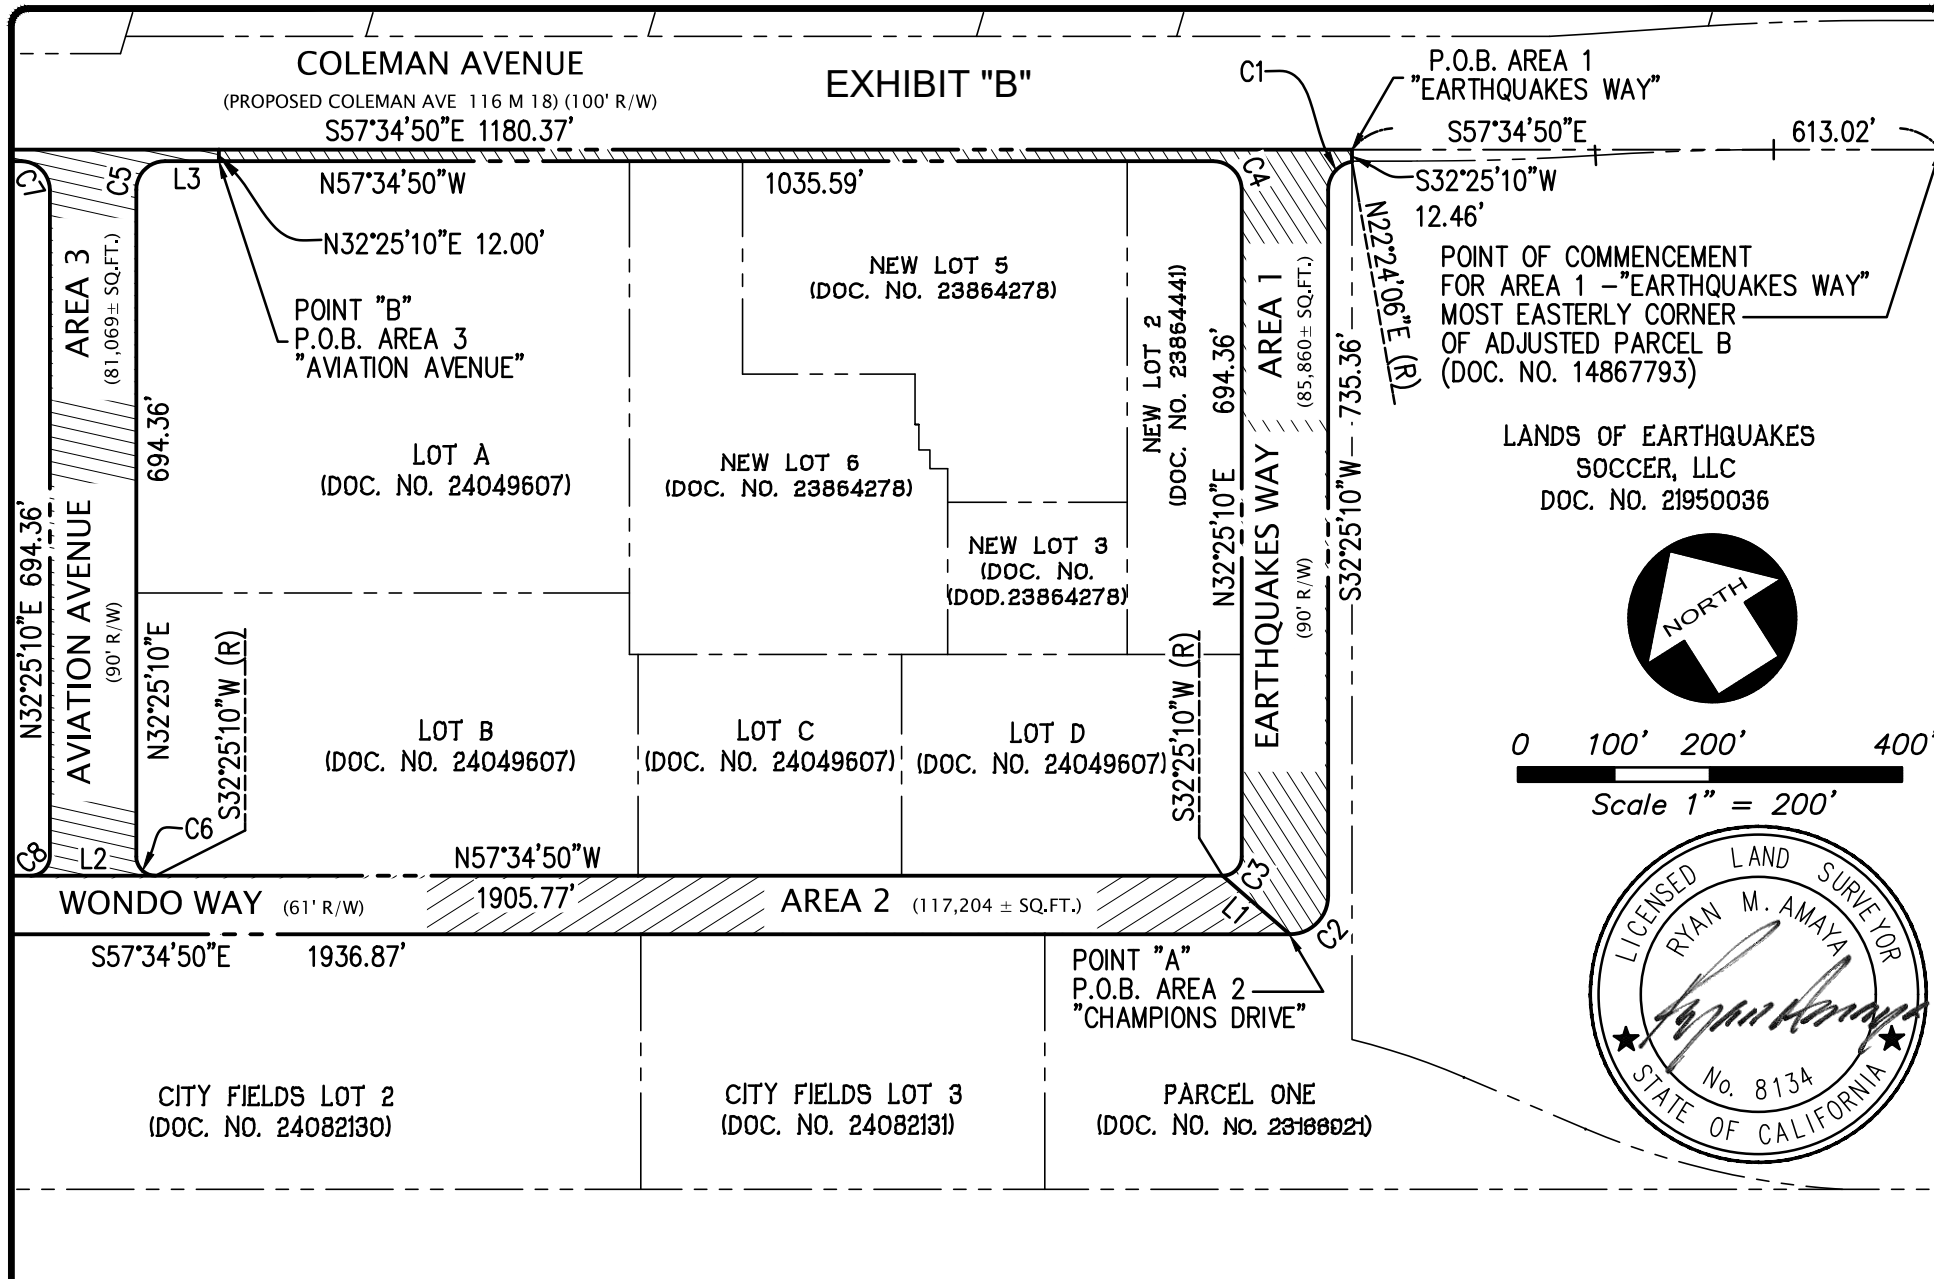 COLEMAN AVENUE
(PROPOSED COLEMAN AVE 116 M 18) (100' R/W)
S57°34'50"E 1180.37'
EXHIBIT "B"
C1
P.O.B. AREA 1
"EARTHQUAKES WAY"
S57°34'50"E
613.02'
C7
C5
L3
N57°34'50"W
1035.59'
C4
S32°25'10"W
12.46'
N22°24'06"E (R)
N32°25'10"E 12.00'
POINT "B"
P.O.B. AREA 3
"AVIATION AVENUE"
POINT OF COMMENCEMENT
FOR AREA 1 –"EARTHQUAKES WAY"
MOST EASTERLY CORNER
OF ADJUSTED PARCEL B
(DOC. NO. 14867793)
AREA 3
(81,069± SQ.FT.)
694.36'
NEW LOT 5
(DOC. NO. 23864278)
NEW LOT 2
(DOC. NO. 23864441)
694.36'
AREA 1
(85,860± SQ.FT.)
735.36'
LANDS OF EARTHQUAKES
SOCCER, LLC
DOC. NO. 21950036
LOT A
(DOC. NO. 24049607)
NEW LOT 6
(DOC. NO. 23864278)
NEW LOT 3
(DOC. NO.
(DOD.23864278)
N32°25'10"E 694.36'
AVIATION AVENUE
(90' R/W)
N32°25'10"E
S32°25'10"W (R)
N32°25'10"E
EARTHQUAKES WAY
(90' R/W)
S32°25'10"W
S32°25'10"W (R)
NORTH
LOT B
(DOC. NO. 24049607)
LOT C
(DOC. NO. 24049607)
LOT D
(DOC. NO. 24049607)
0 100' 200' 400'
Scale 1" = 200'
C8
L2
C6
N57°34'50"W
1905.77'
C3
L1
C2
WONDO WAY (61' R/W)
AREA 2 (117,204 ± SQ.FT.)
S57°34'50"E 1936.87'
POINT "A"
P.O.B. AREA 2
"CHAMPIONS DRIVE"
LICENSED LAND SURVEYOR
RYAN M. AMAYA
No. 8134
STATE OF CALIFORNIA
CITY FIELDS LOT 2
(DOC. NO. 24082130)
CITY FIELDS LOT 3
(DOC. NO. 24082131)
PARCEL ONE
(DOC. NO. NO.